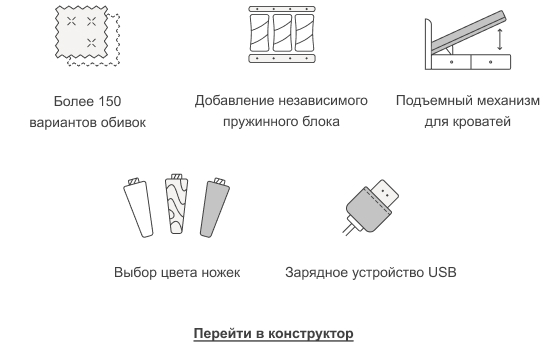 Более 150
вариантов обивок
Добавление независимого
пружинного блока
Подъемный механизм
для кроватей
Выбор цвета ножек
Зарядное устройство USB
Перейти в конструктор